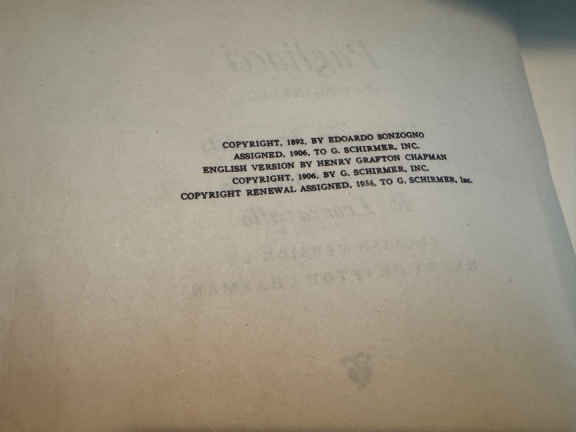 COPYRIGHT, 1892, BY EDOARDO SONZOGNO
ASSIGNED, 1906, TO G. SCHIRMER, INC.
ENGLISH VERSION BY HENRY GRAFTON CHAPMAN
COPYRIGHT, 1906, BY G. SCHIRMER, INC.
COPYRIGHT RENEWAL ASSIGNED, 1934, TO G. SCHIRMER, Inc.